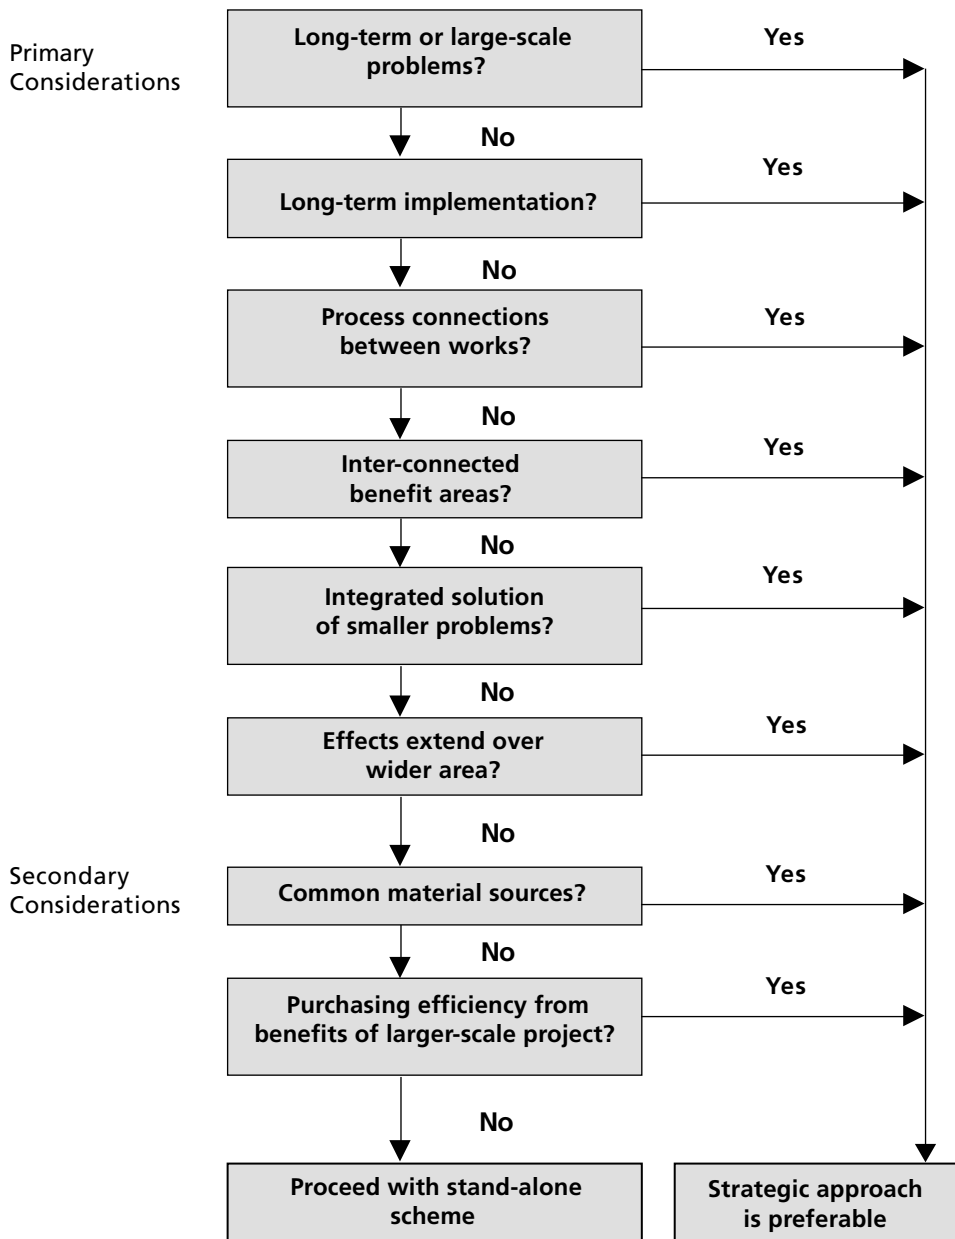 Primary
Considerations
Long-term or large-scale
problems?
Yes
No
Long-term implementation?
Yes
No
Process connections
between works?
Yes
No
Inter-connected
benefit areas?
Yes
No
Integrated solution
of smaller problems?
Yes
No
Effects extend over
wider area?
Yes
No
Secondary
Considerations
Common material sources?
Yes
No
Purchasing efficiency from
benefits of larger-scale project?
Yes
No
Proceed with stand-alone
scheme
Strategic approach
is preferable